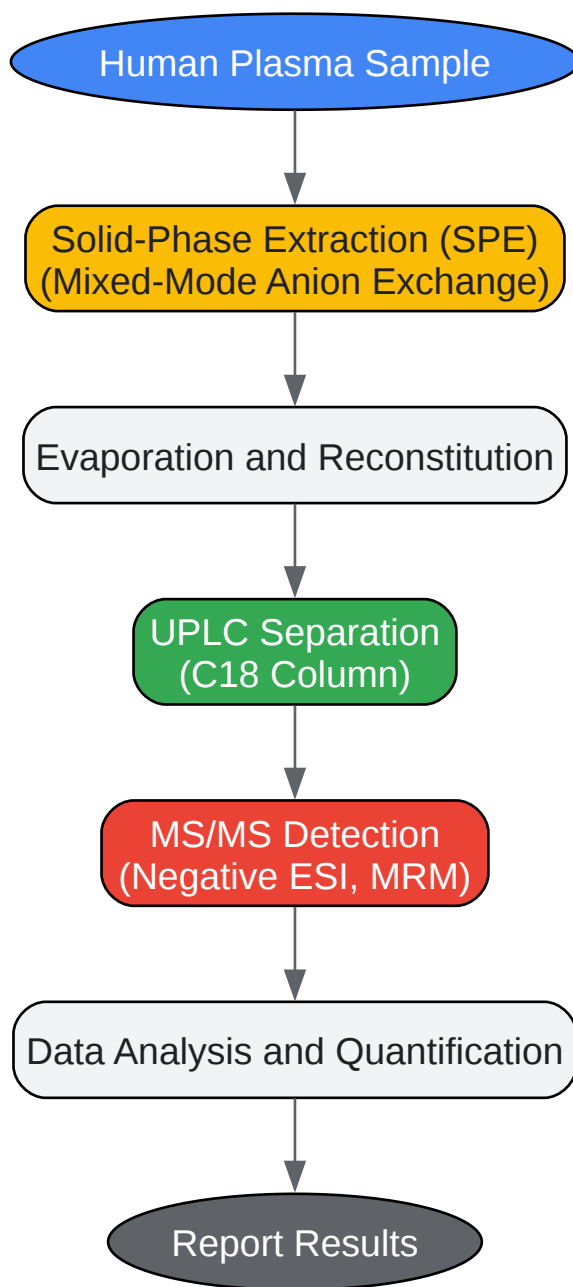 Human Plasma Sample
Solid-Phase Extraction (SPE)
(Mixed-Mode Anion Exchange)
Evaporation and Reconstitution
UPLC Separation
(C18 Column)
MS/MS Detection
(Negative ESI, MRM)
Data Analysis and Quantification
Report Results